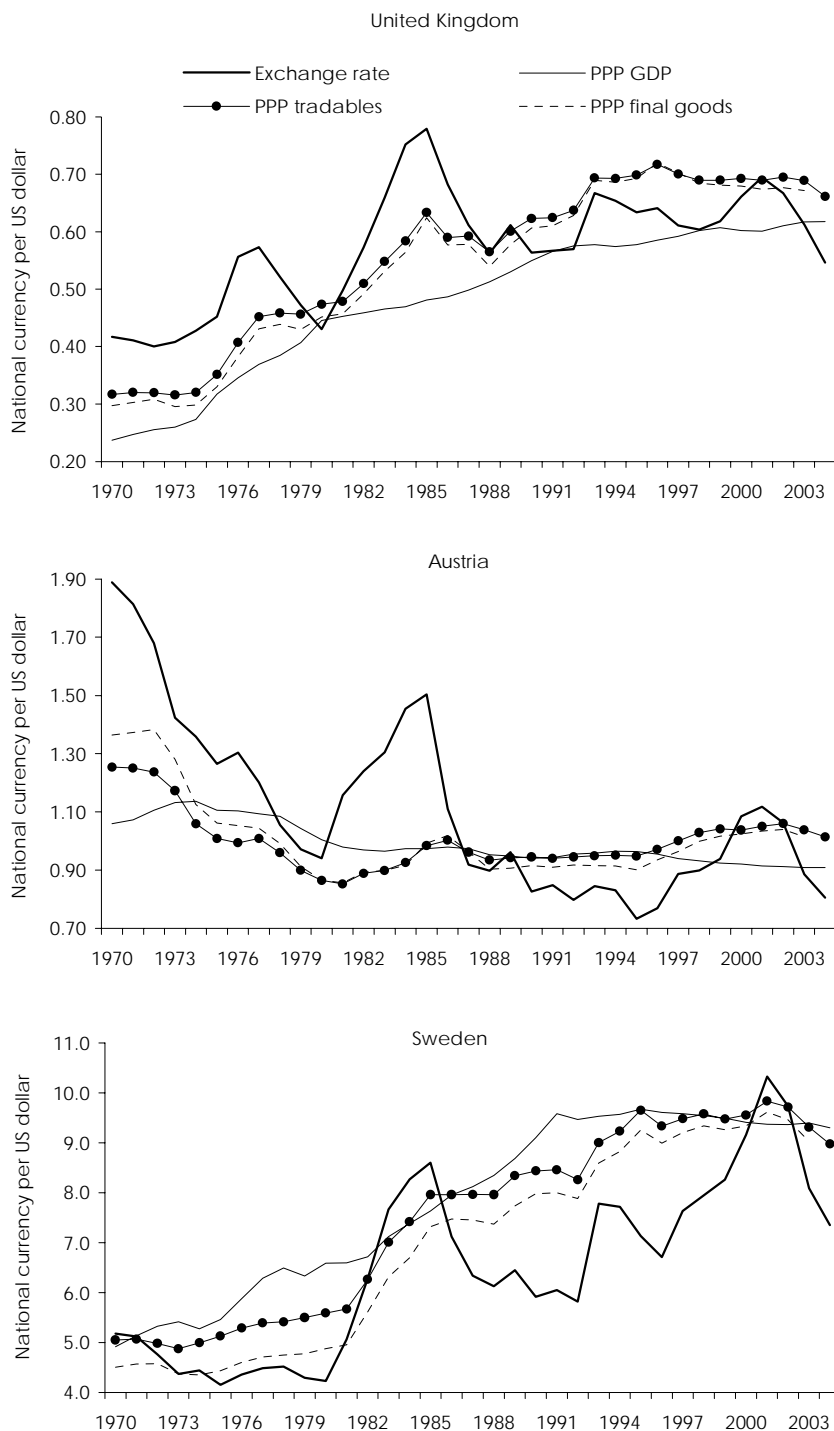 United Kingdom
Exchange rate
PPP GDP
PPP tradables
PPP final goods
National currency per US dollar
0.80
0.70
0.60
0.50
0.40
0.30
0.20
1970 1973 1976 1979 1982 1985 1988 1991 1994 1997 2000 2003
Austria
National currency per US dollar
1.90
1.70
1.50
1.30
1.10
0.90
0.70
1970 1973 1976 1979 1982 1985 1988 1991 1994 1997 2000 2003
Sweden
National currency per US dollar
11.0
10.0
9.0
8.0
7.0
6.0
5.0
4.0
1970 1973 1976 1979 1982 1985 1988 1991 1994 1997 2000 2003